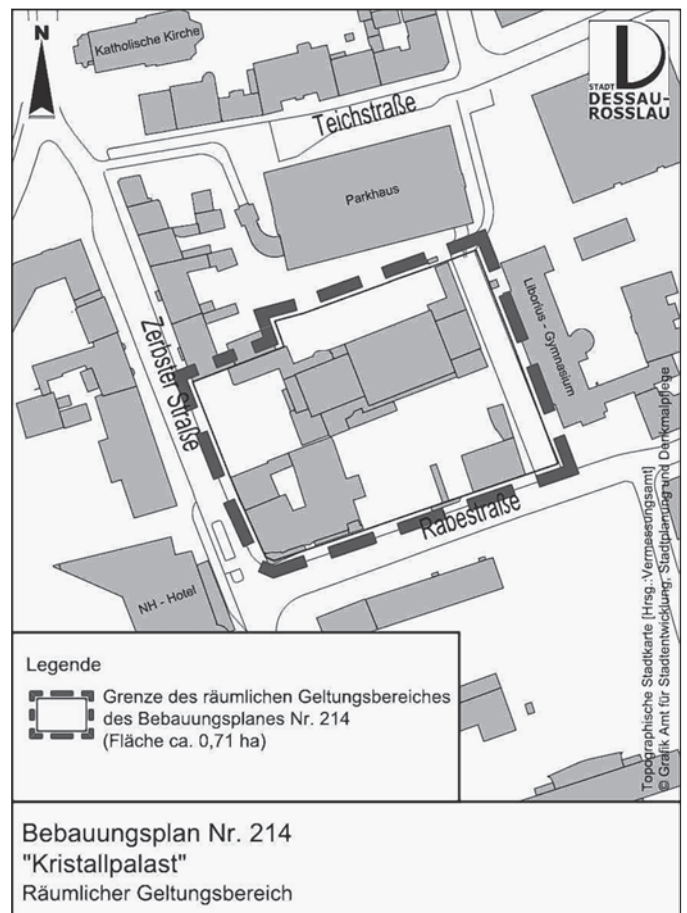 N
Katholische Kirche
STADT
DESSAU-
ROSSLAU
Teichstraße
Parkhaus
Zerbster Straße
Liborius - Gymnasium
Rabestraße
NH - Hotel
Topographische Stadtkarte [Hrsg.:Vermessungsamt]
© Grafik Amt für Stadtentwicklung, Stadtplanung und Denkmalpflege
Legende
Grenze des räumlichen Geltungsbereiches
des Bebauungsplanes Nr. 214
(Fläche ca. 0,71 ha)
Bebauungsplan Nr. 214
"Kristallpalast"
Räumlicher Geltungsbereich